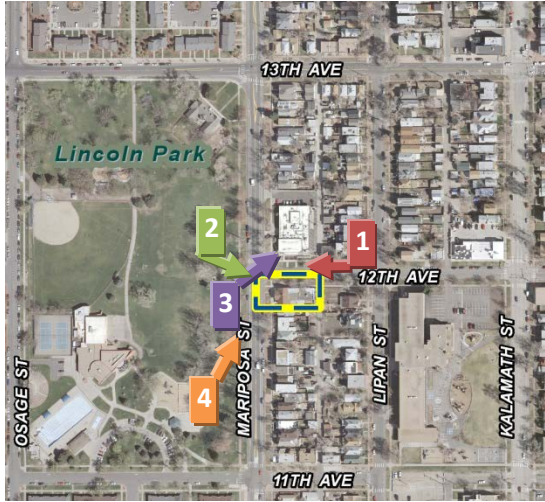 13TH AVE
Lincoln Park
2
1
3
12TH AVE
4
OSAGE ST
MARIPOSA ST
LIPAN ST
KALAMATH ST
11TH AVE